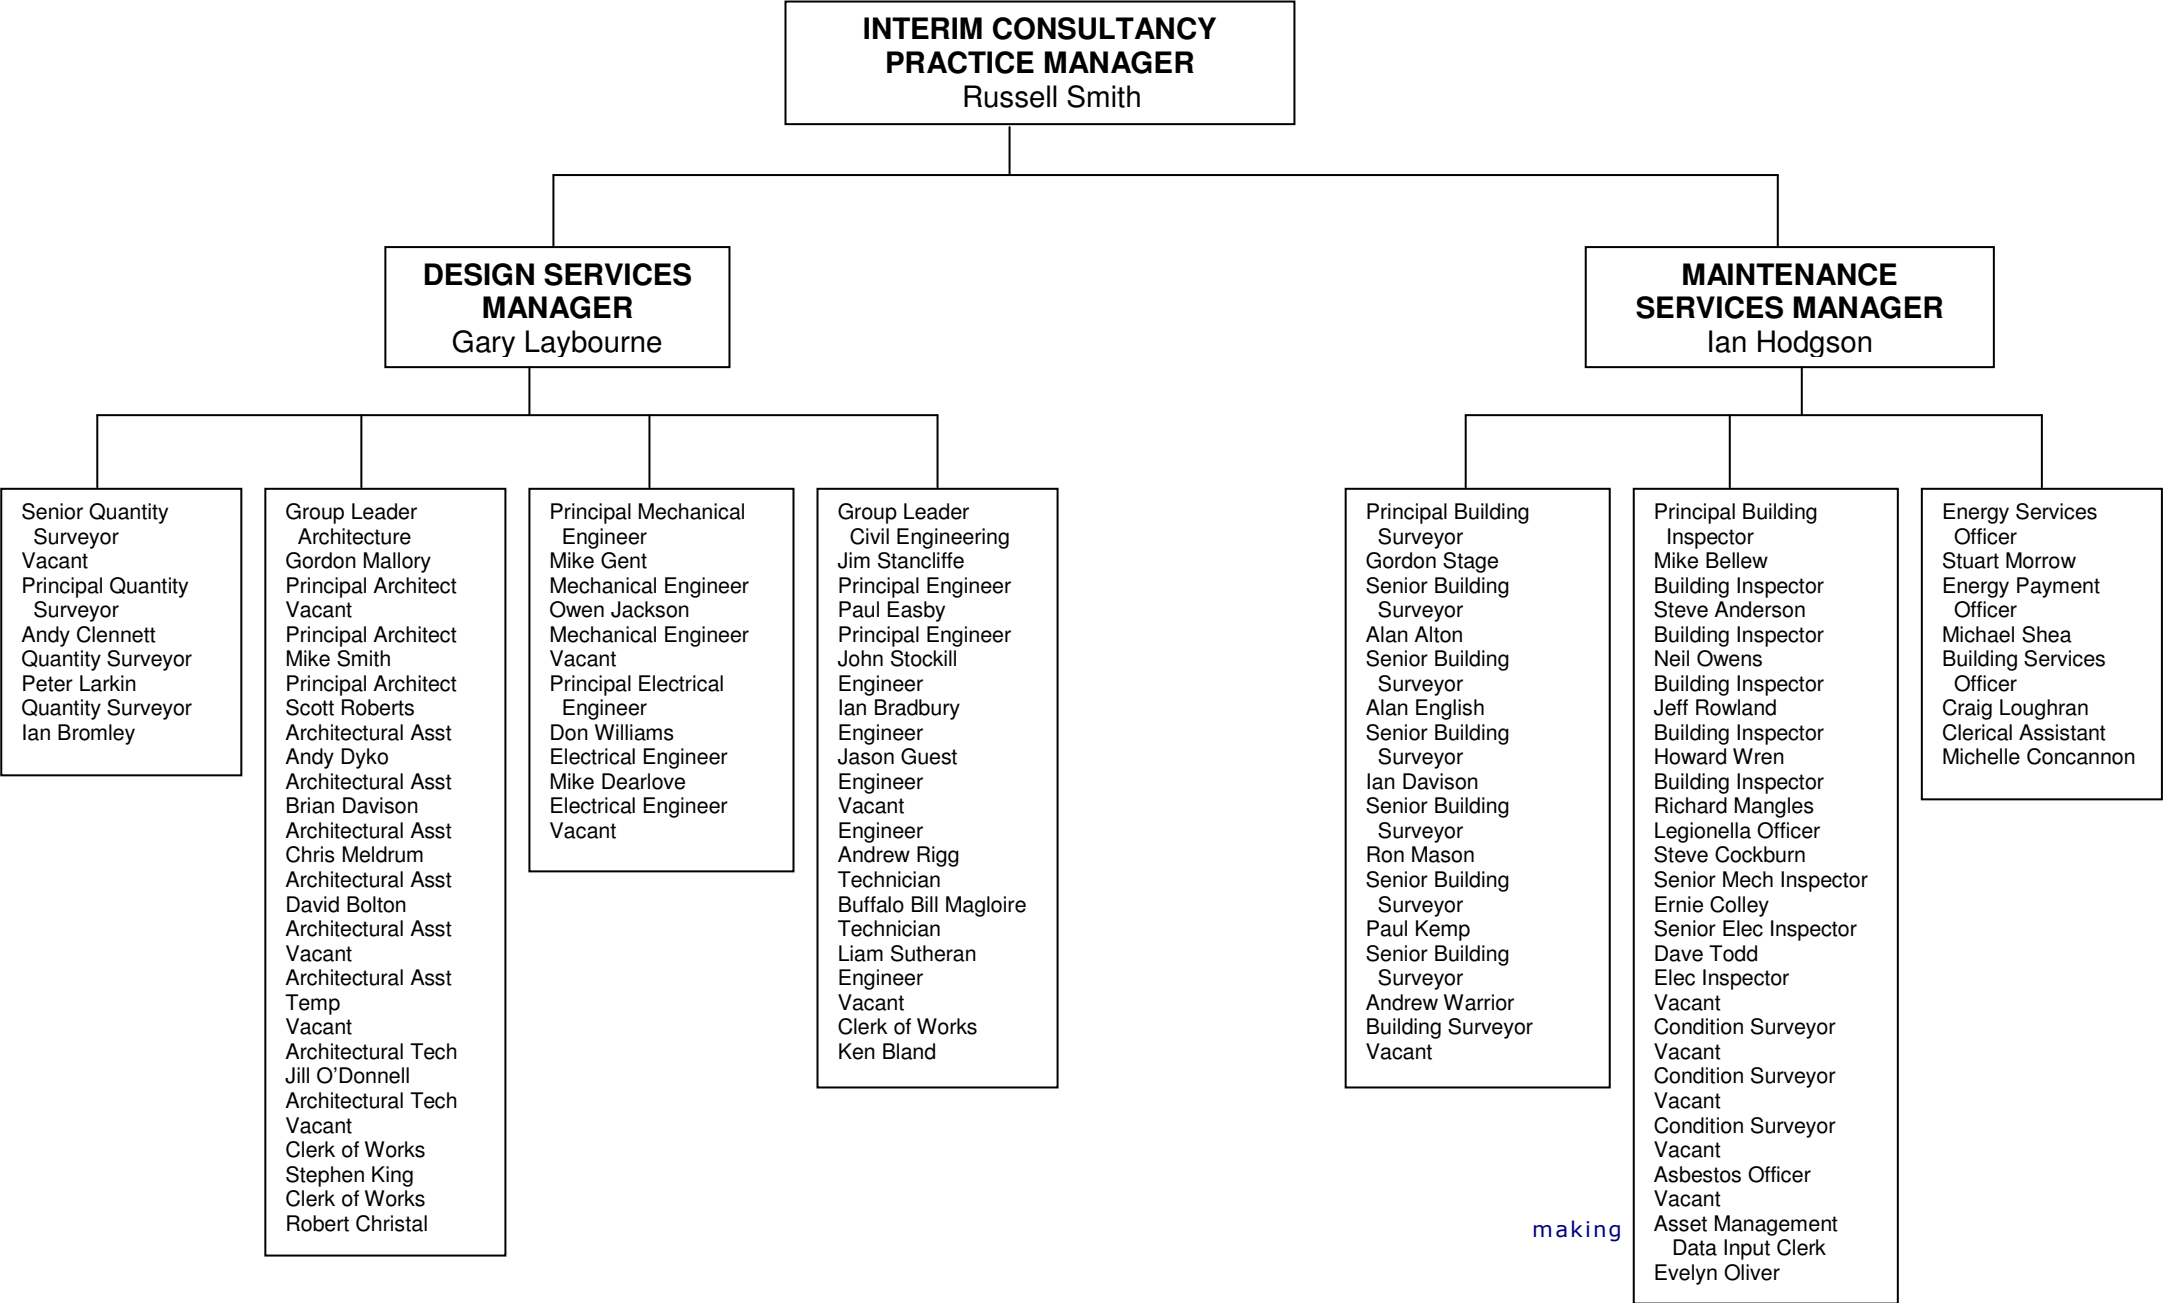 INTERIM CONSULTANCY
PRACTICE MANAGER
Russell Smith
DESIGN SERVICES
MANAGER
Gary Laybourne
MAINTENANCE
SERVICES MANAGER
Ian Hodgson
Senior Quantity
Surveyor
Vacant
Principal Quantity
Surveyor
Andy Clennett
Quantity Surveyor
Peter Larkin
Quantity Surveyor
Ian Bromley
Group Leader
Architecture
Gordon Mallory
Principal Architect
Vacant
Principal Architect
Mike Smith
Principal Architect
Scott Roberts
Architectural Asst
Andy Dyko
Architectural Asst
Brian Davison
Architectural Asst
Chris Meldrum
Architectural Asst
David Bolton
Architectural Asst
Vacant
Architectural Asst
Temp
Vacant
Architectural Tech
Jill O’Donnell
Architectural Tech
Vacant
Clerk of Works
Stephen King
Clerk of Works
Robert Christal
Principal Mechanical
Engineer
Mike Gent
Mechanical Engineer
Owen Jackson
Mechanical Engineer
Vacant
Principal Electrical
Engineer
Don Williams
Electrical Engineer
Mike Dearlove
Electrical Engineer
Vacant
Group Leader
Civil Engineering
Jim Stancliffe
Principal Engineer
Paul Easby
Principal Engineer
John Stockill
Engineer
Ian Bradbury
Engineer
Jason Guest
Engineer
Vacant
Engineer
Andrew Rigg
Technician
Buffalo Bill Magloire
Technician
Liam Sutheran
Engineer
Vacant
Clerk of Works
Ken Bland
Principal Building
Surveyor
Gordon Stage
Senior Building
Surveyor
Alan Alton
Senior Building
Surveyor
Alan English
Senior Building
Surveyor
Ian Davison
Senior Building
Surveyor
Ron Mason
Senior Building
Surveyor
Paul Kemp
Senior Building
Surveyor
Andrew Warrior
Building Surveyor
Vacant
making
Principal Building
Inspector
Mike Bellew
Building Inspector
Steve Anderson
Building Inspector
Neil Owens
Building Inspector
Jeff Rowland
Building Inspector
Howard Wren
Building Inspector
Richard Mangles
Legionella Officer
Steve Cockburn
Senior Mech Inspector
Ernie Colley
Senior Elec Inspector
Dave Todd
Elec Inspector
Vacant
Condition Surveyor
Vacant
Condition Surveyor
Vacant
Condition Surveyor
Vacant
Asbestos Officer
Vacant
Asset Management
Data Input Clerk
Evelyn Oliver
Energy Services
Officer
Stuart Morrow
Energy Payment
Officer
Michael Shea
Building Services
Officer
Craig Loughran
Clerical Assistant
Michelle Concannon